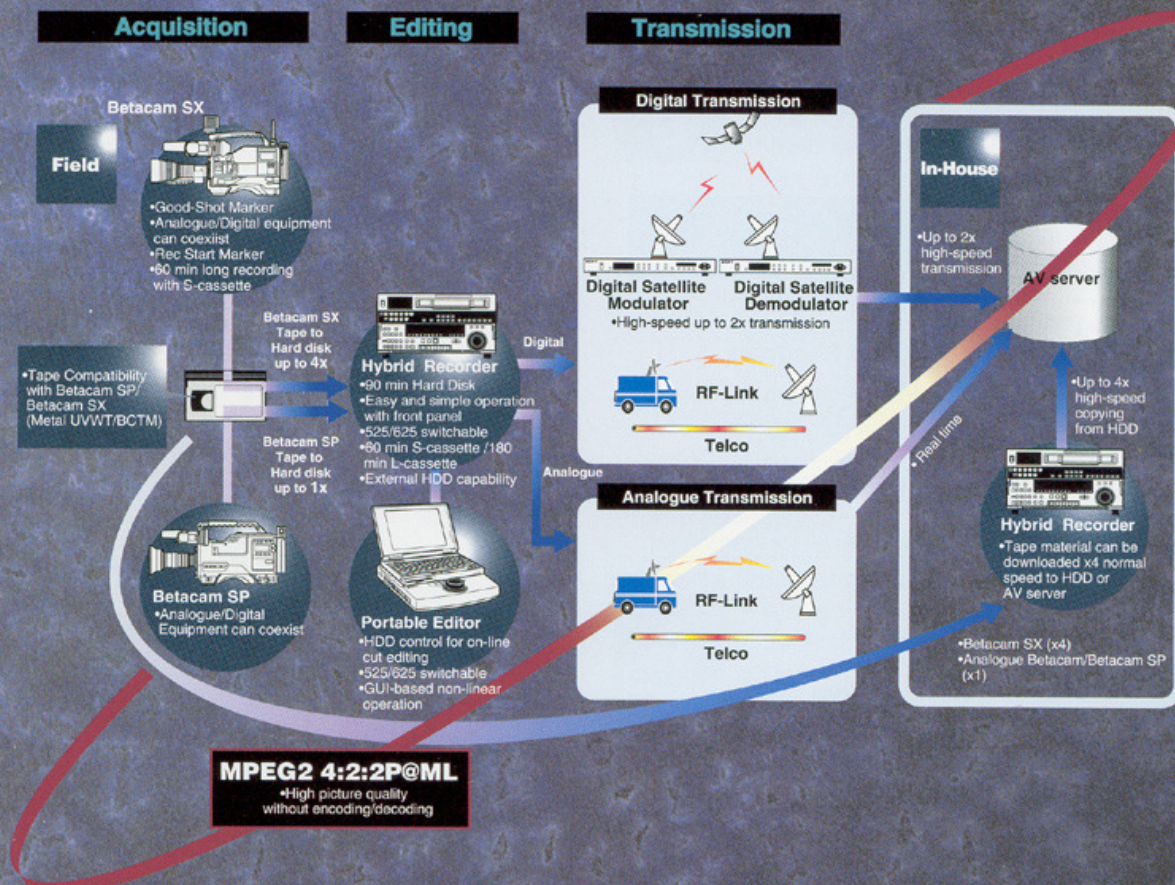 Acquisition
Editing
Transmission
Betacam SX
Field
•Good-Shot Marker
•Analogue/Digital equipment
can coexiist
•Rec Start Marker
•60 min long recording
with S-cassette
•Tape Compatibility
with Betacam SP/
Betacam SX
(Metal UVWT/BCTM)
Betacam SX
Tape to
Hard disk
up to 4x
Betacam SP
Tape to
Hard disk
up to 1x
Betacam SP
•Analogue/Digital
Equipment can coexist
Hybrid Recorder
•90 min Hard Disk
•Easy and simple operation
with front panel
•525/625 switchable
•60 min S-cassette /180
min L-cassette
•External HDD capability
Portable Editor
•HDD control for on-line
cut editing
•525/625 switchable
•GUI-based non-linear
operation
Digital
Analogue
Digital Transmission
Digital Satellite
Modulator
Digital Satellite
Demodulator
•High-speed up to 2x transmission
RF-Link
Telco
Analogue Transmission
RF-Link
Telco
In-House
•Up to 2x
high-speed
transmission
AV server
•Real time
•Up to 4x
high-speed
copying
from HDD
Hybrid Recorder
•Tape material can be
downloaded x4 normal
speed to HDD or
AV server
•Betacam SX (x4)
•Analogue Betacam/Betacam SP
(x1)
MPEG2 4:2:2P@ML
•High picture quality
without encoding/decoding